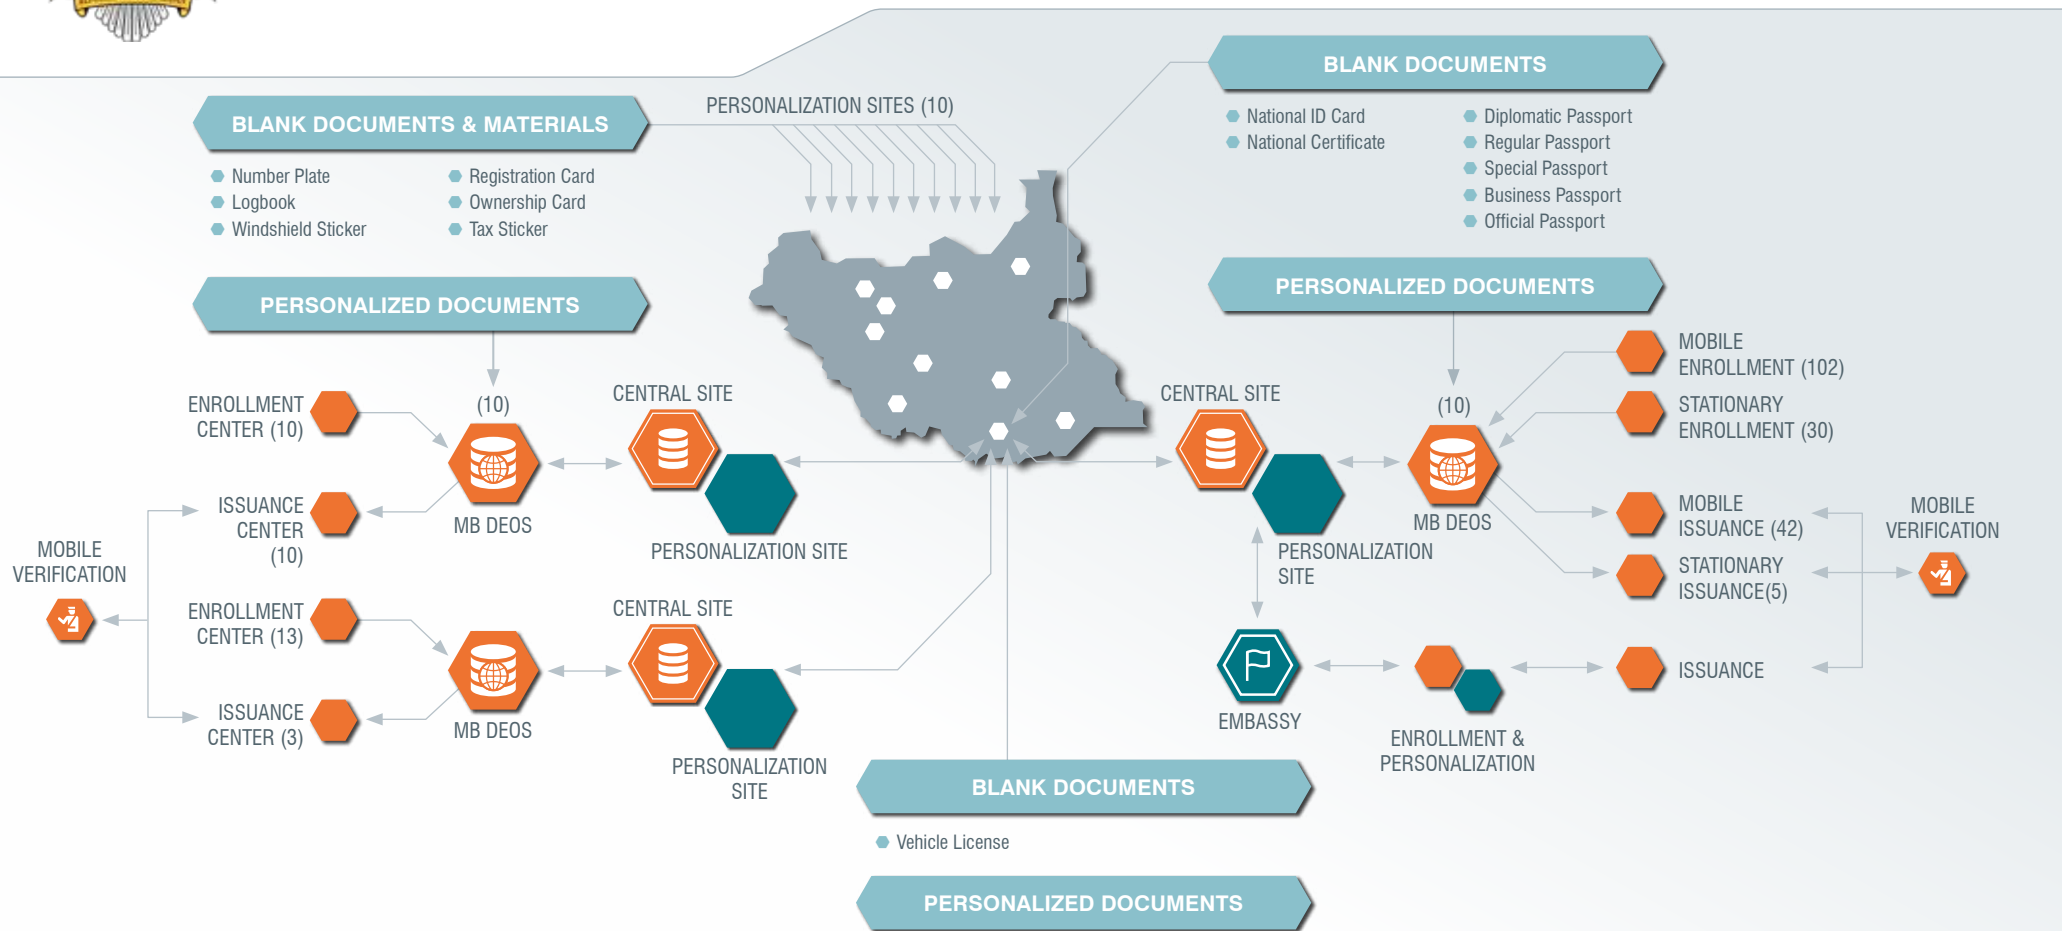 BLANK DOCUMENTS & MATERIALS
Number Plate
Logbook
Windshield Sticker
Registration Card
Ownership Card
Tax Sticker
PERSONALIZATION SITES (10)
BLANK DOCUMENTS
National ID Card
National Certificate
Diplomatic Passport
Regular Passport
Special Passport
Business Passport
Official Passport
PERSONALIZED DOCUMENTS
(10)
ENROLLMENT
CENTER (10)
ISSUANCE
CENTER
(10)
MB DEOS
CENTRAL SITE
PERSONALIZATION SITE
MOBILE
VERIFICATION
ENROLLMENT
CENTER (13)
ISSUANCE
CENTER (3)
MB DEOS
CENTRAL SITE
PERSONALIZATION
SITE
PERSONALIZED DOCUMENTS
(10)
CENTRAL SITE
PERSONALIZATION
SITE
MB DEOS
MOBILE
ENROLLMENT (102)
STATIONARY
ENROLLMENT (30)
MOBILE
ISSUANCE (42)
STATIONARY
ISSUANCE(5)
MOBILE
VERIFICATION
EMBASSY
ENROLLMENT &
PERSONALIZATION
ISSUANCE
BLANK DOCUMENTS
Vehicle License
PERSONALIZED DOCUMENTS